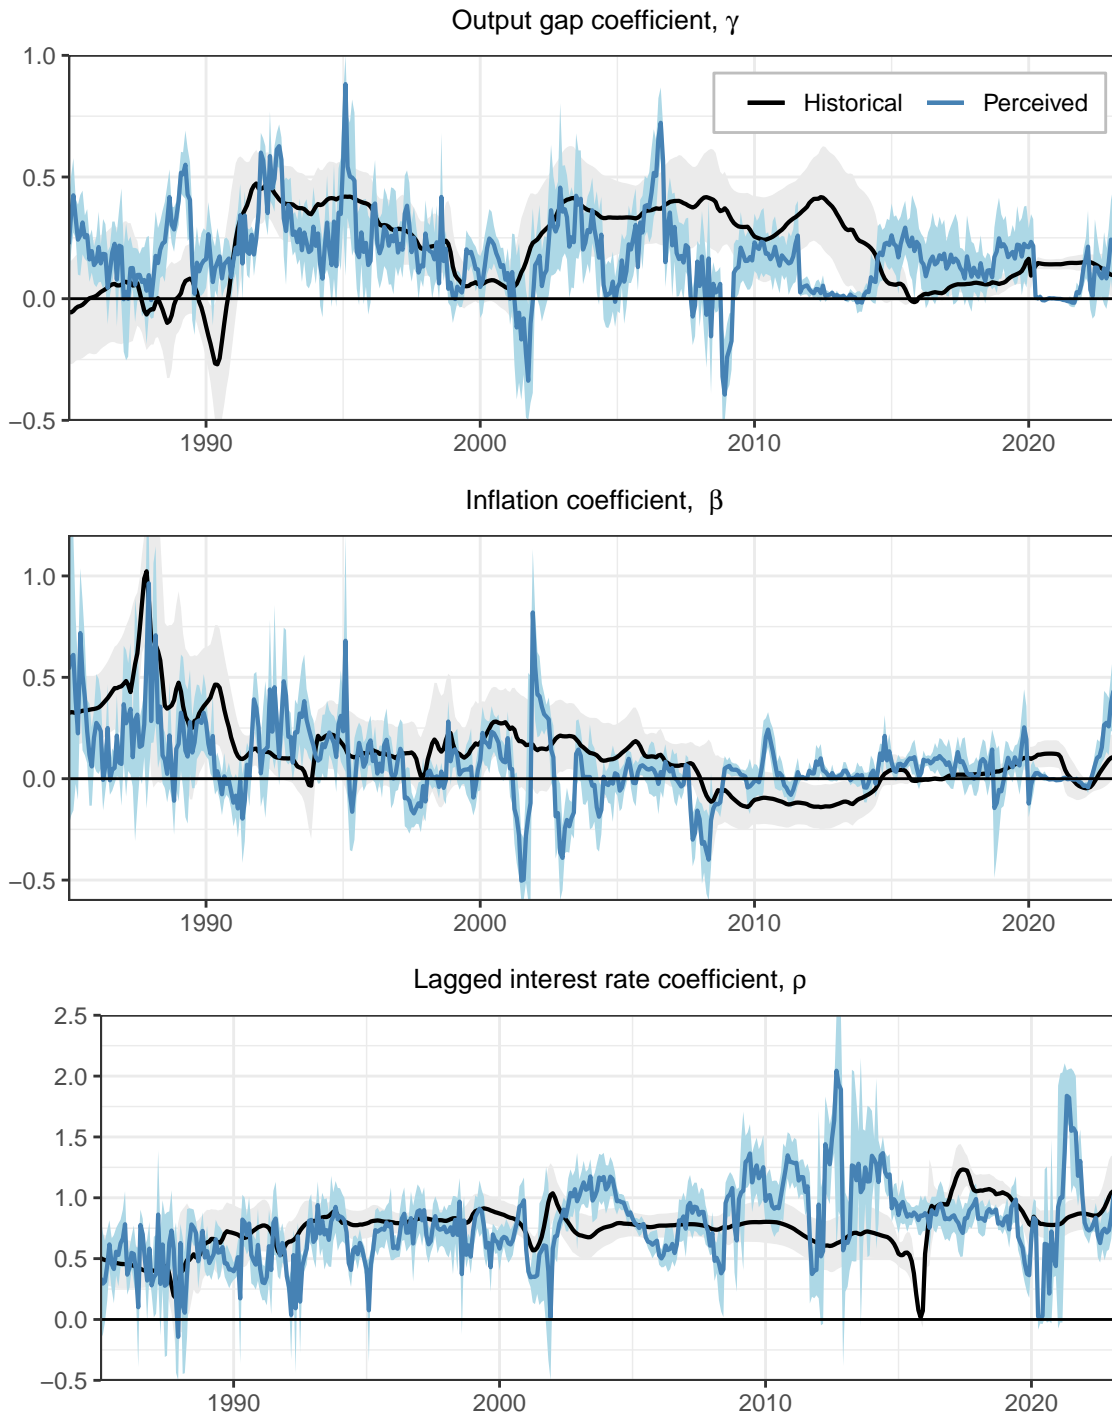 Output gap coefficient, γ
1.0
Historical Perceived
0.5
0.0
−0.5
1990 2000 2010 2020
Inflation coefficient, β
1.0
0.5
0.0
−0.5
1990 2000 2010 2020
Lagged interest rate coefficient, ρ
2.5
2.0
1.5
1.0
0.5
0.0
−0.5
1990 2000 2010 2020